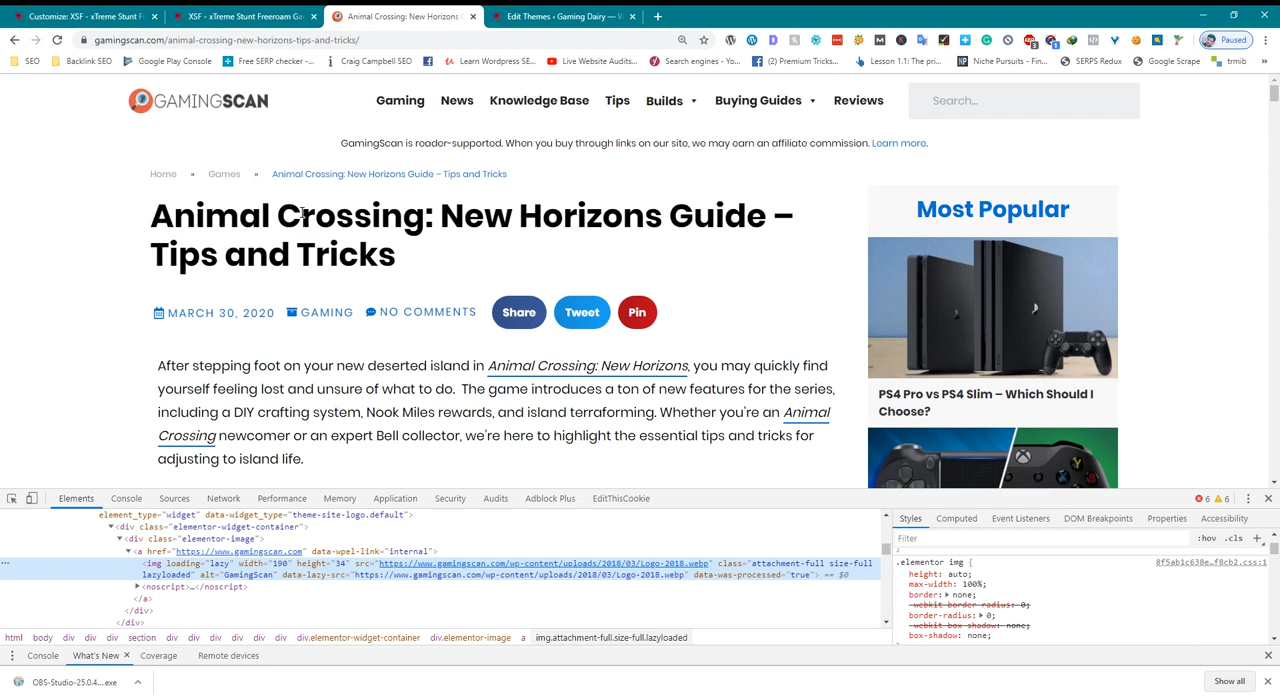 Customize: XSF - xTreme Stunt Fr
XSF - xTreme Stunt Freeroam Ga
Animal Crossing: New Horizons
Edit Themes ‹ Gaming Dairy — W
gamingscan.com/animal-crossing-new-horizons-tips-and-tricks/
Paused
SEO
Backlink SEO
Google Play Console
Free SERP checker -...
Craig Campbell SEO
Learn Wordpress SE...
Live Website Audits...
Search engines - Yo...
(2) Premium Tricks...
Lesson 1.1: The pri...
Niche Pursuits - Fin...
SERPS Redux
Google Scrape
trmib
»
GAMINGSCAN
Gaming News Knowledge Base Tips Builds Buying Guides Reviews
Search...
GamingScan is reader-supported. When you buy through links on our site, we may earn an affiliate commission. Learn more.
Home » Games » Animal Crossing: New Horizons Guide – Tips and Tricks
Animal Crossing: New Horizons Guide –
Tips and Tricks
MARCH 30, 2020 GAMING NO COMMENTS
Share Tweet Pin
After stepping foot on your new deserted island in Animal Crossing: New Horizons, you may quickly find
yourself feeling lost and unsure of what to do. The game introduces a ton of new features for the series,
including a DIY crafting system, Nook Miles rewards, and island terraforming. Whether you're an Animal
Crossing newcomer or an expert Bell collector, we're here to highlight the essential tips and tricks for
adjusting to island life.
Most Popular
PS4 Pro vs PS4 Slim – Which Should I
Choose?
Elements Console Sources Network Performance Memory Application Security Audits Adblock Plus EditThisCookie
6 6
element_type="widget" data-widget_type="theme-site-logo.default">
<div class="elementor-widget-container">
<div class="elementor-image">
<a href="https://www.gamingscan.com" data-wpel-link="internal">
<img loading="lazy" width="190" height="34" src="https://www.gamingscan.com/wp-content/uploads/2018/03/Logo-2018.webp" class="attachment-full size-full
lazyloaded" alt="GamingScan" data-lazy-src="https://www.gamingscan.com/wp-content/uploads/2018/03/Logo-2018.webp" data-was-processed="true"> == $0
<noscript>…</noscript>
</a>
</div>
</div>
html body div div div section div div div div div.elementor-widget-container div.elementor-image a img.attachment-full.size-full.lazyloaded
Styles Computed Event Listeners DOM Breakpoints Properties Accessibility
Filter
:hov .cls +
}
.elementor img {
8f5ab1c638e…f8cb2.css:1
height: auto;
max-width: 100%;
border: none;
-webkit-border-radius: 0;
border-radius: 0;
-webkit-box-shadow: none;
box-shadow: none;
Console What's New Coverage Remote devices
OBS-Studio-25.0.4....exe
Show all